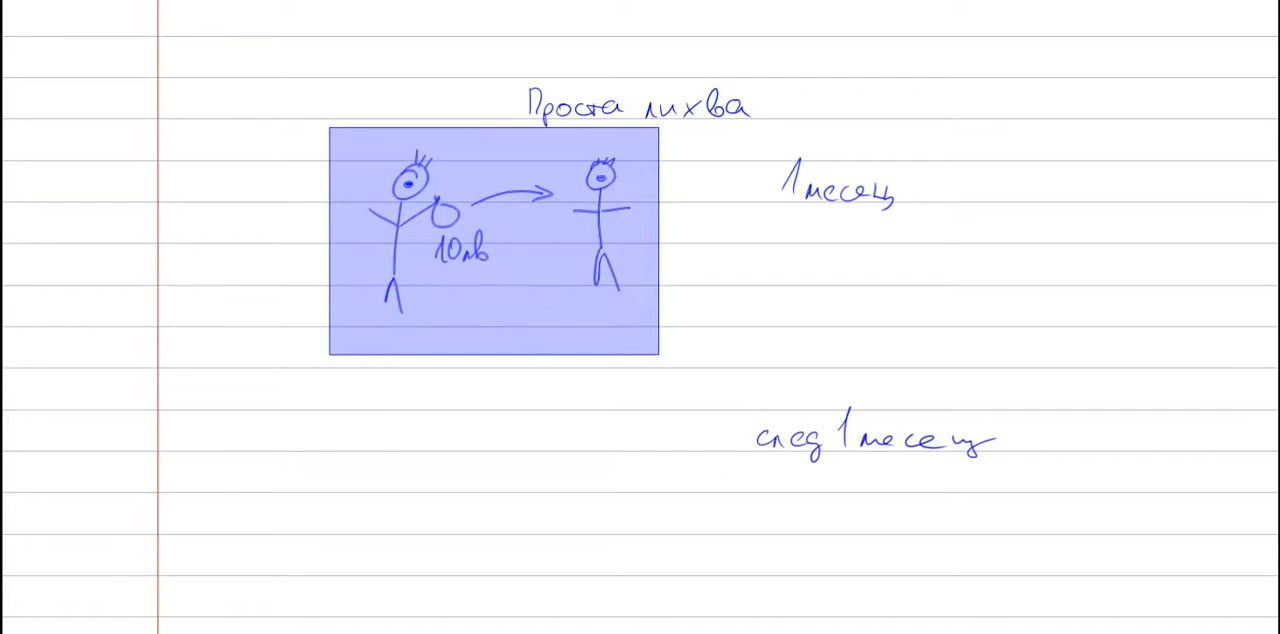 Проста лихва
1 месец
10лв
след 1 месец